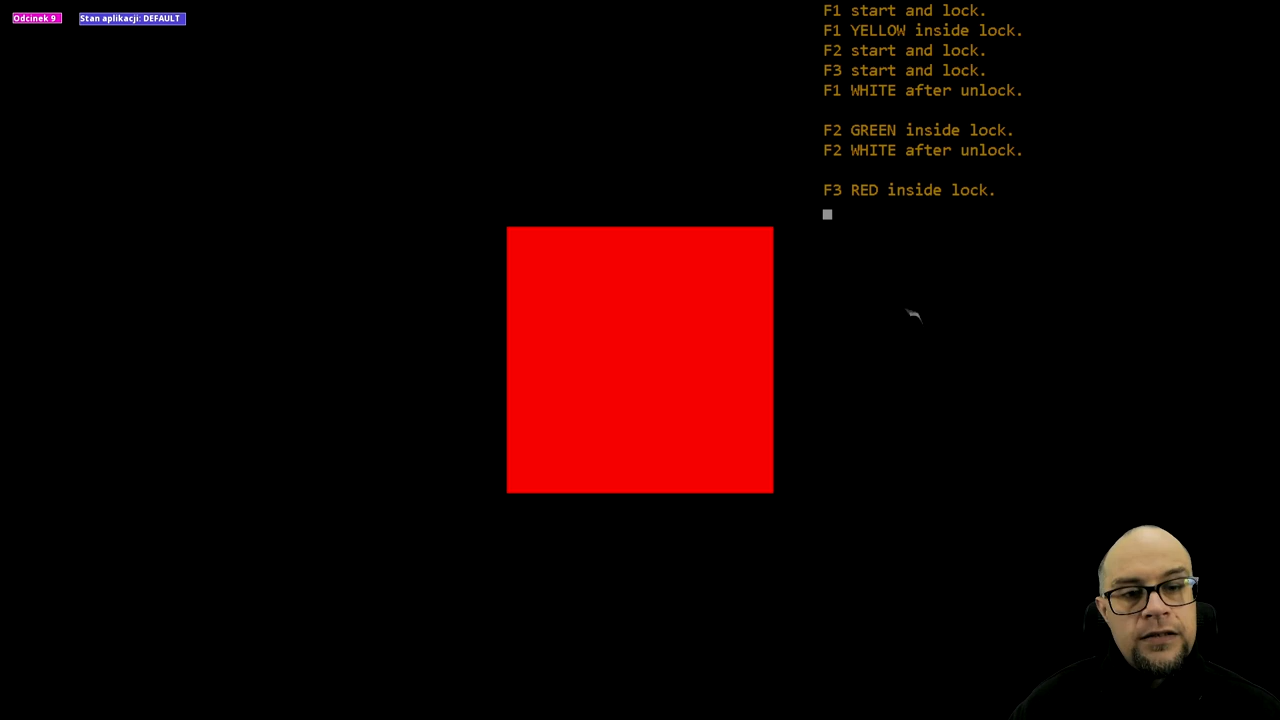 Odcinek 9
Stan aplikacji: DEFAULT
F1 start and lock.
F1 YELLOW inside lock.
F2 start and lock.
F3 start and lock.
F1 WHITE after unlock.
F2 GREEN inside lock.
F2 WHITE after unlock.
F3 RED inside lock.